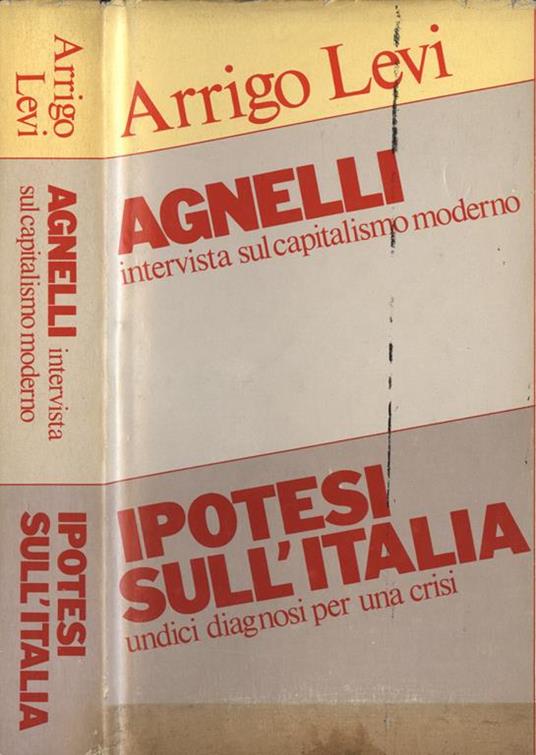 Arrigo
Levi
AGNELLI intervista
sul capitalismo moderno
IPOTESI
SULL'ITALIA
Arrigo Levi
AGNELLI
intervista sul capitalismo moderno
IPOTESI
SULL'ITALIA
undici diagnosi per una crisi